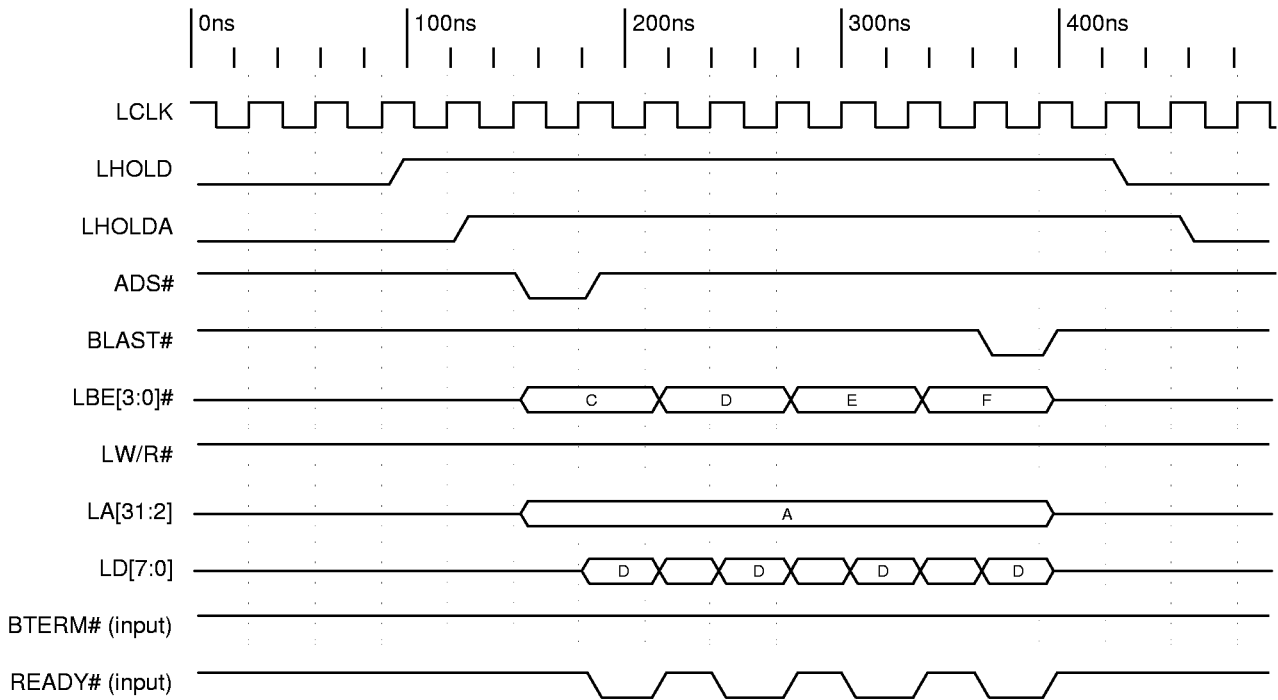 0ns 100ns 200ns 300ns 400ns
LCLK
LHOLD
LHOLDA
ADS#
BLAST#
LBE[3:0]# C D E F
LW/R#
LA[31:2] A
LD[7:0] D D D D
BTERM# (input)
READY# (input)